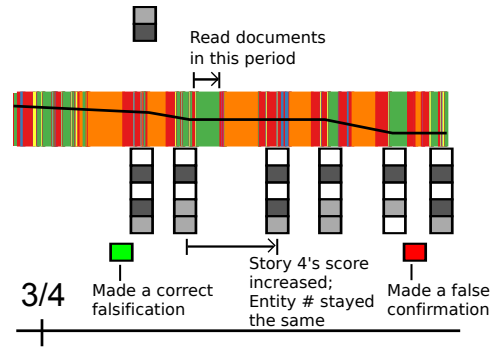 Read documents
in this period
Story 4's score
increased;
Entity # stayed
the same
Made a correct
falsification
Made a false
confirmation
3/4